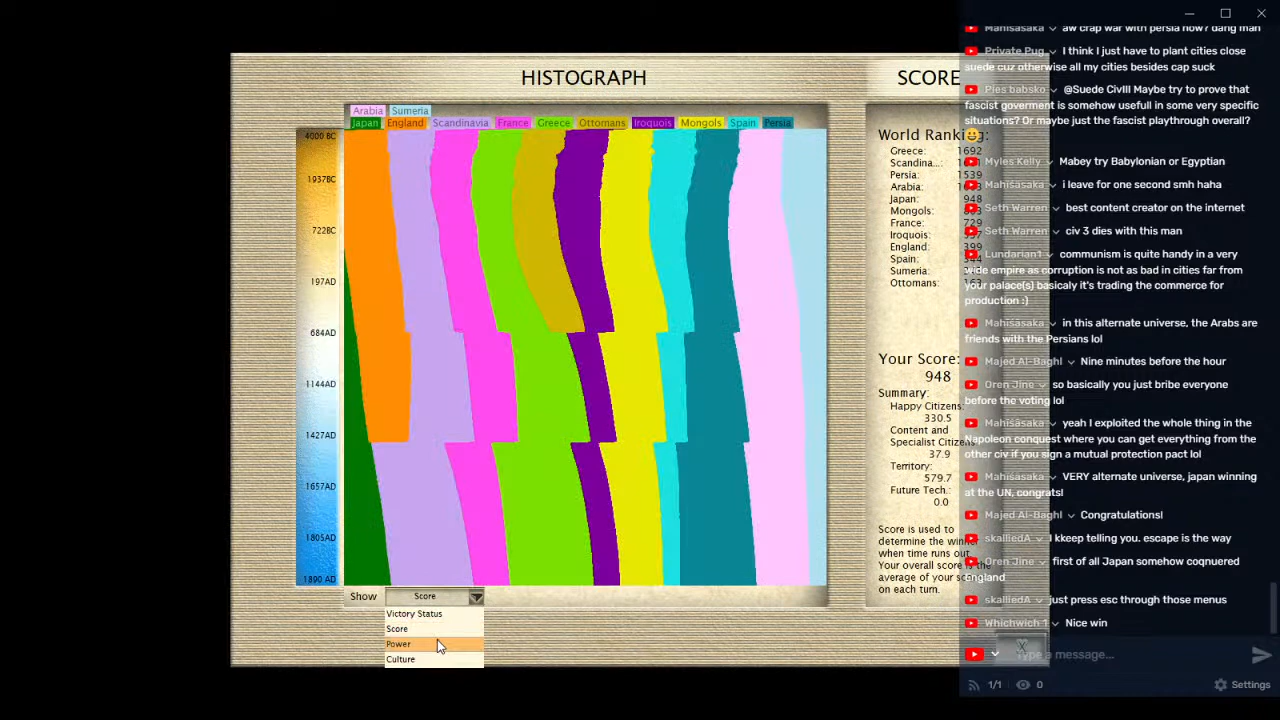 HISTOGRAPH
Arabia Sumeria
Japan England Scandinavia France Greece Ottomans Iroquois Mongols Spain Persia
4000 BC
1937BC
722BC
197AD
684AD
1144AD
1427AD
1657AD
1805AD
1890 AD
Show Score
Victory Status
Score
Power
Culture
SCORE
World Ranking:
Greece: 1692
Scandina...:
Persia: 1539
Arabia:
Japan: 948
Mongols:
France: 729
Iroquois:
England: 399
Spain:
Sumeria:
Ottomans:
Your Score:
948
Summary:
Happy Citizens:
330.5
Content and
Specialist Citizens
37.9
Territory:
579.7
Future Tech.:
0.0
Score is used to
determine the winner
when time runs out.
Your overall score is the
average of your score
on each turn.
Mahisasaka aw crap war with persia now? dang man
Private Pug I think I just have to plant cities close
suede cuz otherwise all my cities besides cap suck
Pies babsko @Suede Civili Maybe try to prove that
fascist goverment is actually usefull in some very specific
situations? Or maybe just one fascist playthrough overall?
Myles Kelly Mabey try Babylonian or Egyptian
Mahisasaka i leave for one second smh haha
Seth Warren best content creator on the internet
Seth Warren civ 3 dies with this man
Lundarian1 communism is quite handy in a very
wide empire as corruption is not as bad in cities far from
your palace(s) basicaly it's trading the commerce for
production :)
Mahisasaka in this alternate universe, the Arabs are
friends with the Persians lol
Majed Al-Baghl Nine minutes before the hour
Oren Jine so basically you just bribe everyone
before the voting lol
Mahisasaka yeah I exploited the whole thing in the
Napoleon conquest where you can get everything from the
other civ if you sign a mutual protection pact lol
Mahisasaka VERY alternate universe, japan winning
at the UN, congrats!
Majed Al-Baghl Congratulations!
skalliedA I kkeep telling you. escape is the way
Oren Jine first of all Japan somehow coqnuered
England
skalliedA just press esc through those menus
Whichwich 1 Nice win
Type a message...
1/1 0 Settings